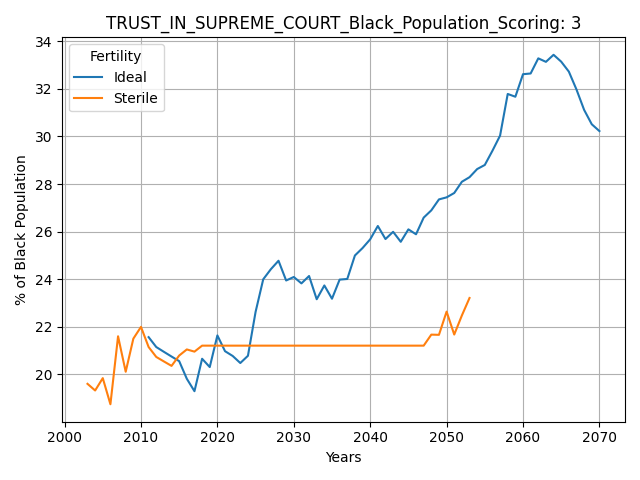 TRUST_IN_SUPREME_COURT_Black_Population_Scoring: 3
Fertility
Ideal
Sterile
34
32
30
28
26
24
22
20
% of Black Population
2000 2010 2020 2030 2040 2050 2060 2070
Years